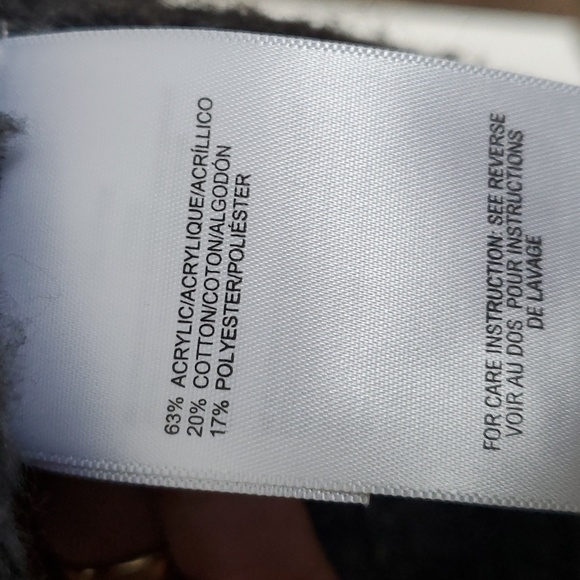 63% ACRYLIC/ACRYLIQUE/ACRÍLLICO
20% COTTON/COTON/ALGODÓN
17% POLYESTER/POLIÉSTER
FOR CARE INSTRUCTION: SEE REVERSE
VOIR AU DOS POUR INSTRUCTIONS
DE LAVAGE